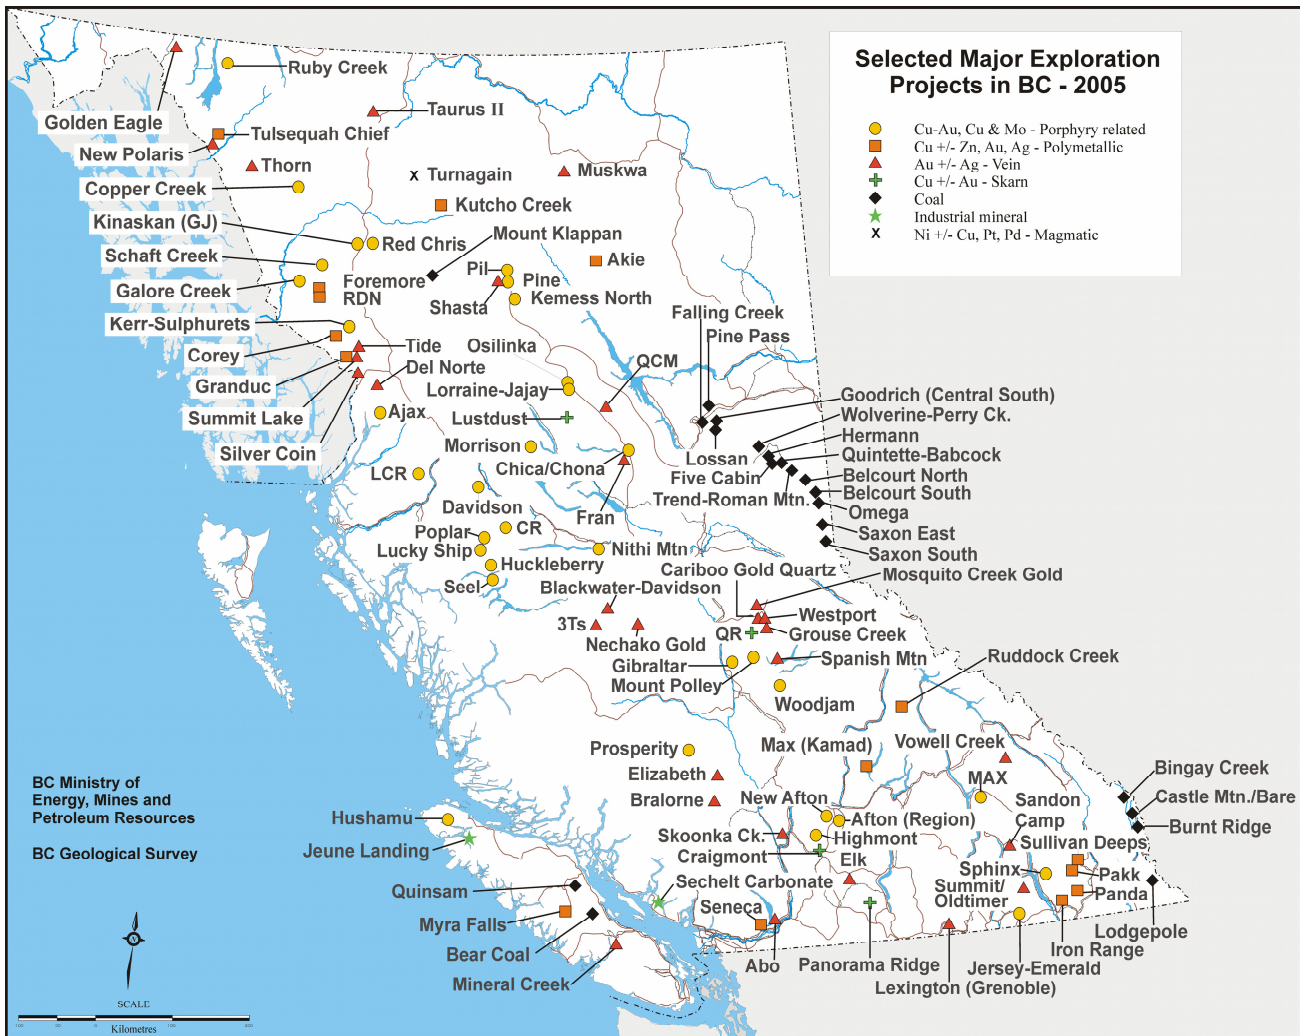 Selected Major Exploration
Projects in BC - 2005
Cu-Au, Cu & Mo - Porphyry related
Cu +/- Zn, Au, Ag - Polymetallic
Au +/- Ag - Vein
Cu +/- Au - Skarn
Coal
Industrial mineral
X Ni +/- Cu, Pt, Pd - Magmatic
Ruby Creek
Golden Eagle
Taurus II
Tulsequah Chief
New Polaris
Thorn
Muskwa
X Turnagain
Copper Creek
Kutcho Creek
Kinaskan (GJ)
Red Chris
Mount Klappan
Schaft Creek
Akie
Pil
Foremore
Pine
Galore Creek
RDN
Shasta
Kemess North
Falling Creek
Kerr-Sulphurets
Pine Pass
Corey
Tide
Osilinka
QCM
Del Norte
Granduc
Lorraine-Jajay
Goodrich (Central South)
Summit Lake
Ajax
Lustdust
Wolverine-Perry Ck.
Hermann
Silver Coin
Morrison
Quintette-Babcock
Lossan
Chica/Chona
LCR
Five Cabin
Belcourt North
Trend-Roman Mtn.
Belcourt South
Davidson
Omega
Fran
Poplar
CR
Saxon East
Lucky Ship
Nithi Mtn
Saxon South
Huckleberry
Cariboo Gold Quartz
Mosquito Creek Gold
Seel
Blackwater-Davidson
Westport
3Ts
QR
Grouse Creek
Nechako Gold
Gibraltar
Spanish Mtn
Ruddock Creek
Mount Polley
Woodjam
Prosperity
Max (Kamad)
Vowell Creek
Elizabeth
MAX
Bingay Creek
Bralorne
New Afton
Sandon
Camp
Castle Mtn./Bare
Hushamu
Afton (Region)
Burnt Ridge
Skoonka Ck.
Highmont
Sullivan Deeps
Jeune Landing
Craigmont
Elk
Sphinx
Pakk
Quinsam
Sechelt Carbonate
Summit/
Oldtimer
Panda
Myra Falls
Seneca
Lodgepole
Bear Coal
Iron Range
Abo
Panorama Ridge
Jersey-Emerald
Mineral Creek
Lexington (Grenoble)
BC Ministry of
Energy, Mines and
Petroleum Resources
BC Geological Survey
SCALE
100 50 0 100 200
Kilometres